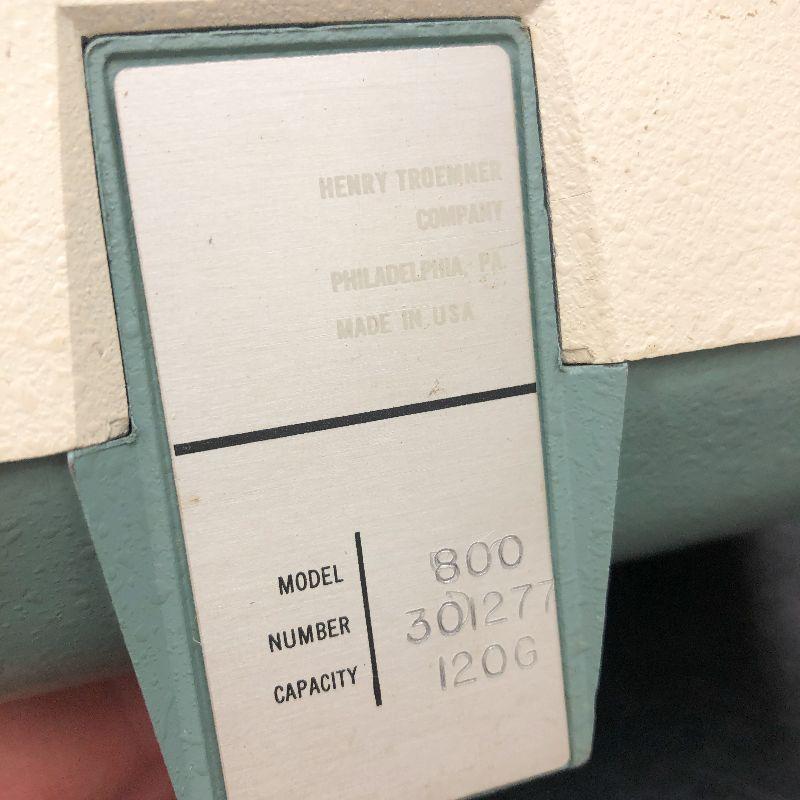 HENRY TROEMNER
COMPANY
PHILADELPHIA, PA.
MADE IN USA
MODEL 800
NUMBER 301277
CAPACITY 120G